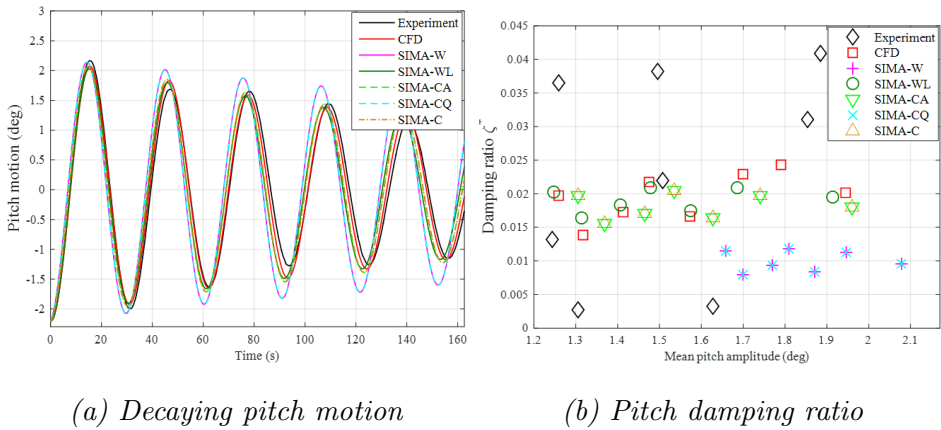 3
2.5
2
1.5
1
0.5
0
-0.5
-1
-1.5
-2
Pitch motion (deg)
0 20 40 60 80 100 120 140 160
Time (s)
Experiment
CFD
SIMA-W
SIMA-WL
SIMA-CA
SIMA-CQ
SIMA-C
(a) Decaying pitch motion
0.045
0.04
0.035
0.03
0.025
0.02
0.015
0.01
0.005
0
Damping ratio ζ
1.2 1.3 1.4 1.5 1.6 1.7 1.8 1.9 2 2.1
Mean pitch amplitude (deg)
Experiment
CFD
SIMA-W
SIMA-WL
SIMA-CA
SIMA-CQ
SIMA-C
(b) Pitch damping ratio